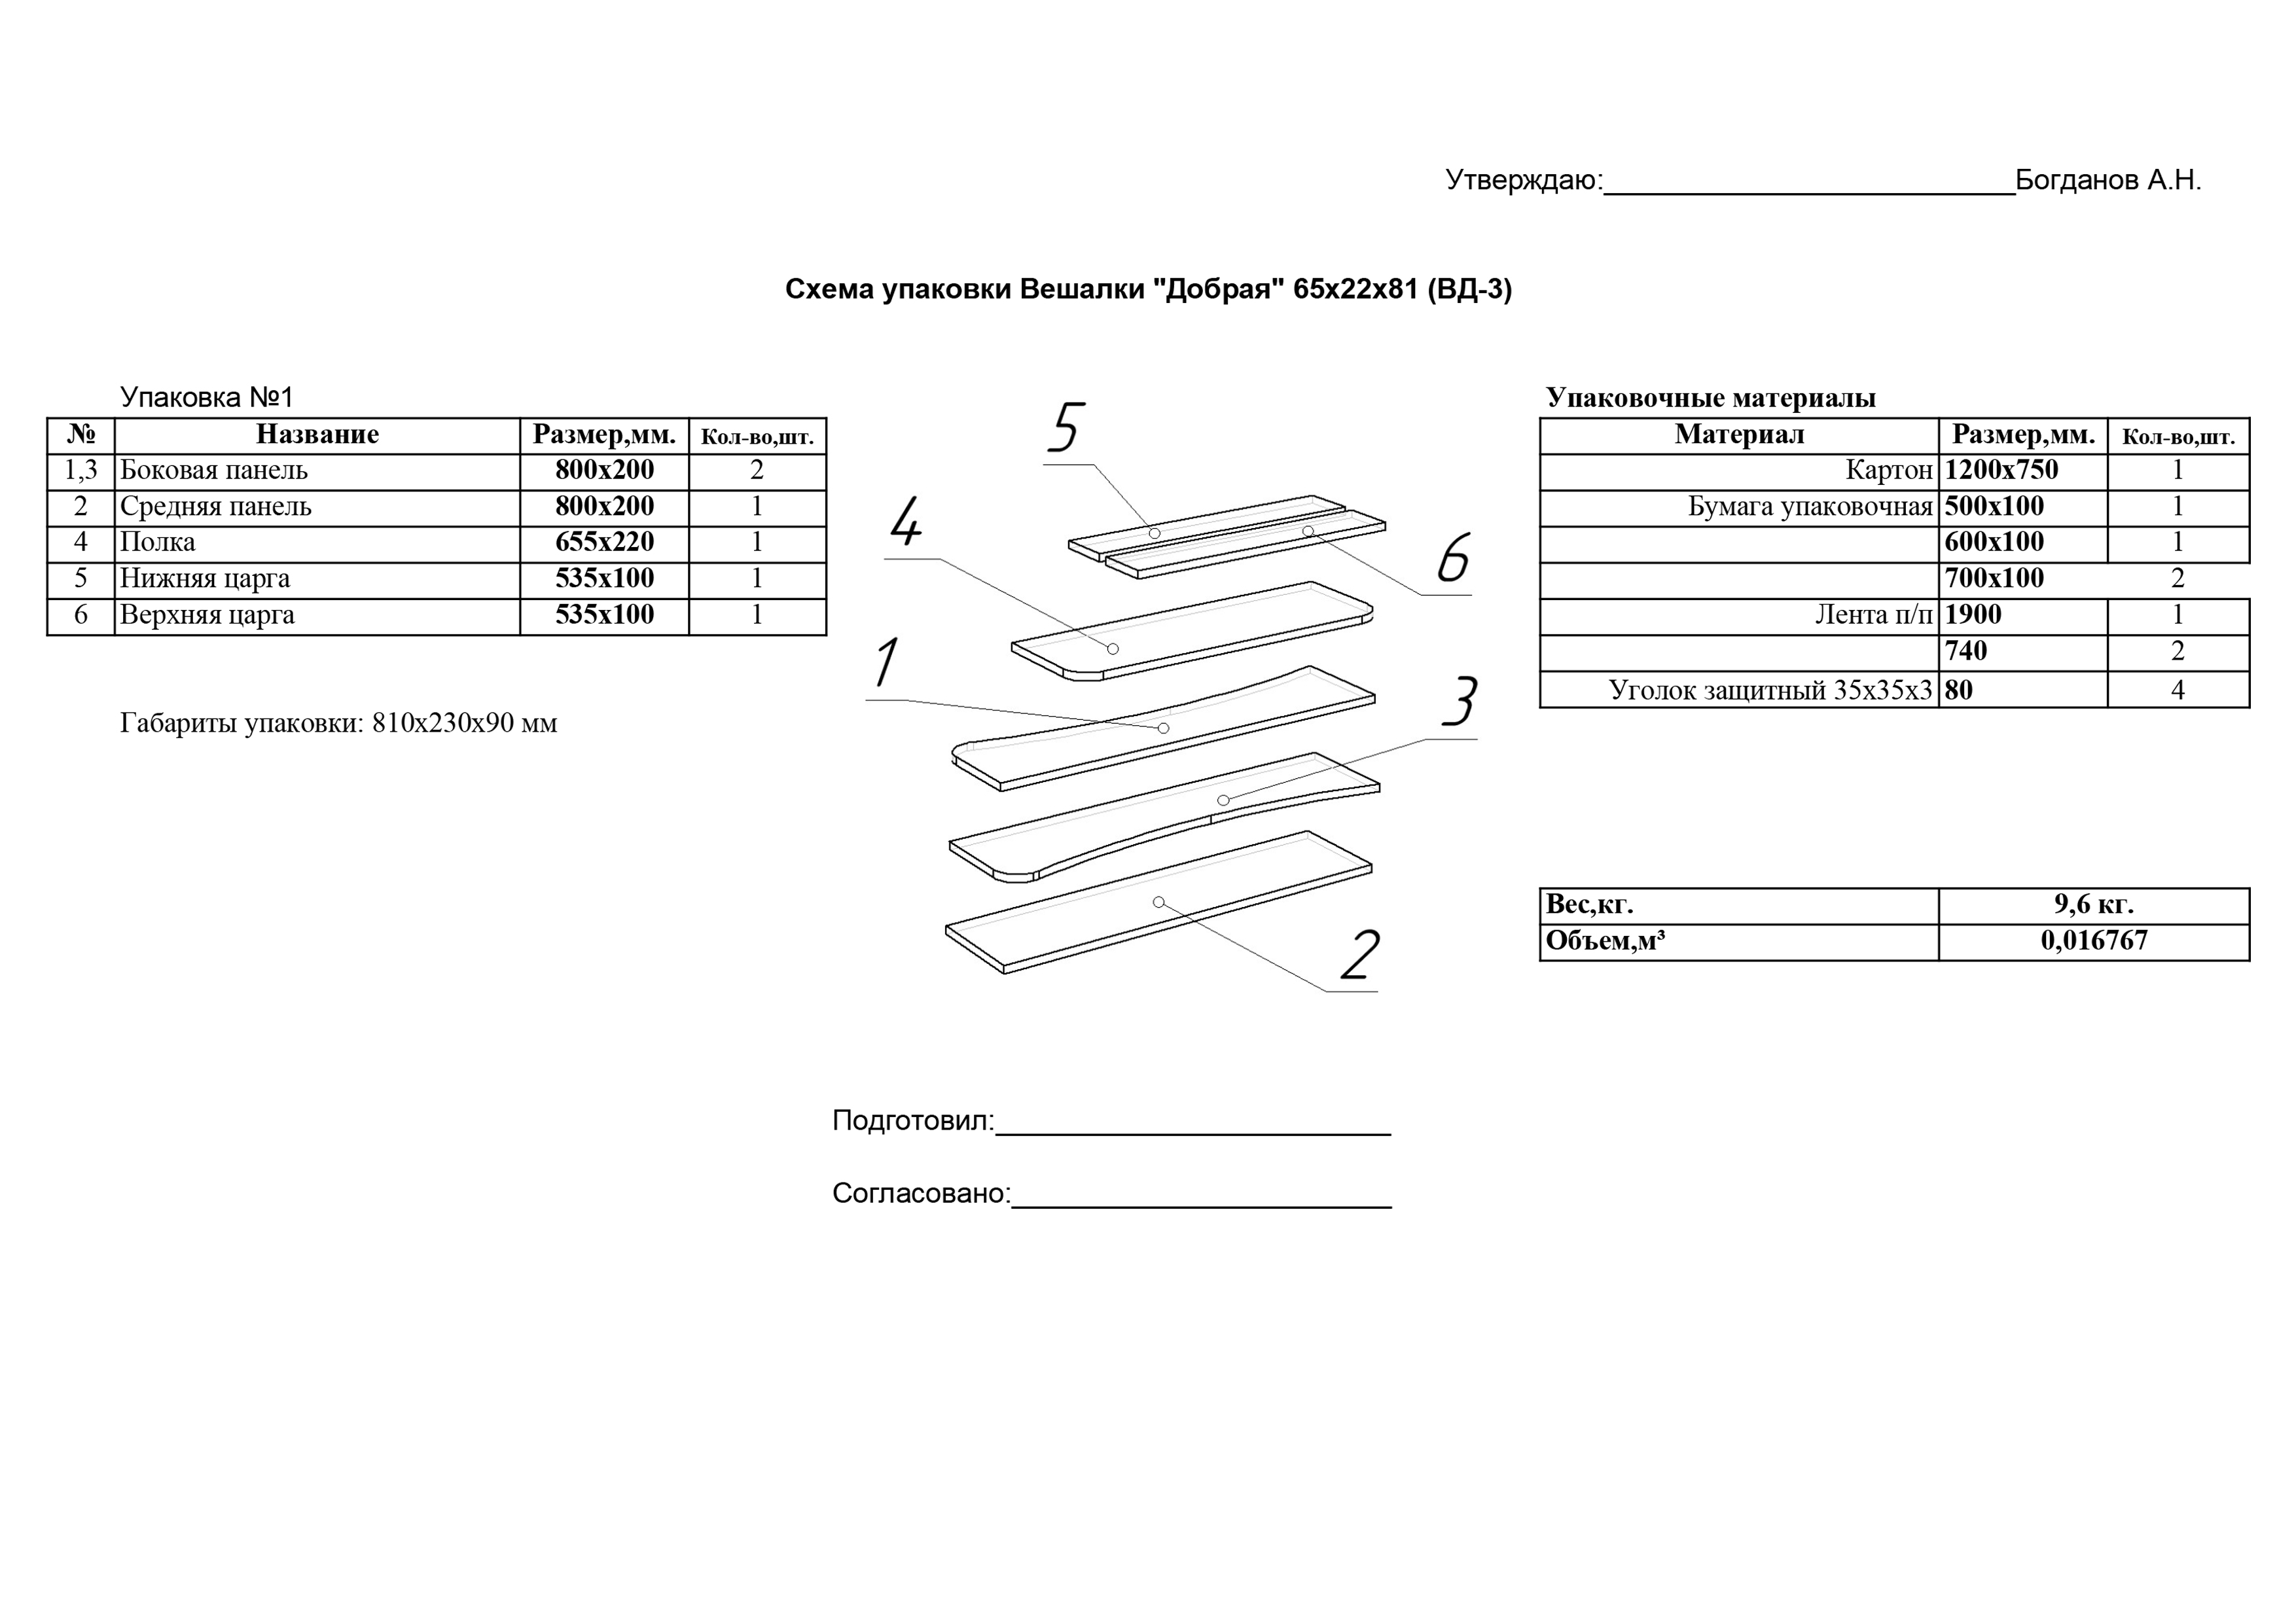 Утверждаю:Богданов А.Н.
Схема упаковки Вешалки "Добрая" 65х22х81 (ВД-3)
Упаковка №1
№ Название Размер,мм. Кол-во,шт.
1,3 Боковая панель 800х200 2
2 Средняя панель 800х200 1
4 Полка 655х220 1
5 Нижняя царга 535х100 1
6 Верхняя царга 535х100 1
Габариты упаковки: 810х230х90 мм
5
4
6
1
3
2
Упаковочные материалы
Материал Размер,мм. Кол-во,шт.
Картон 1200х750 1
Бумага упаковочная 500х100 1
600х100 1
700х100 2
Лента п/п 1900 1
740 2
Уголок защитный 35х35х3 80 4
Вес,кг. 9,6 кг.
Объем,м³ 0,016767
Подготовил:
Согласовано: